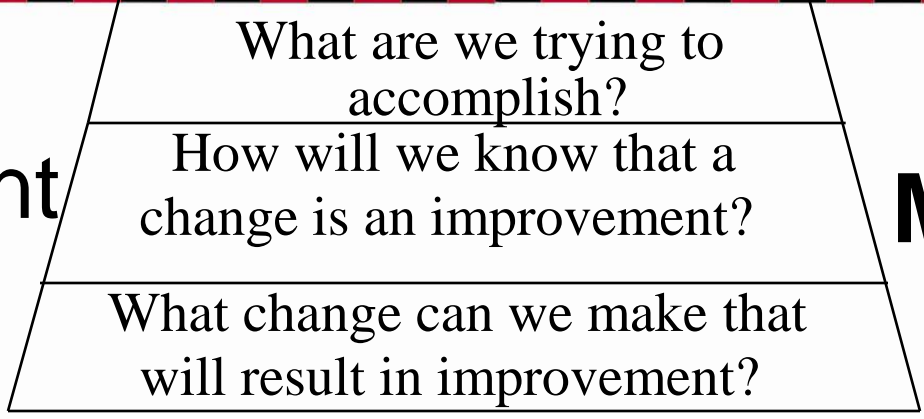 What are we trying to
accomplish?
How will we know that a
change is an improvement?
What change can we make that
will result in improvement?